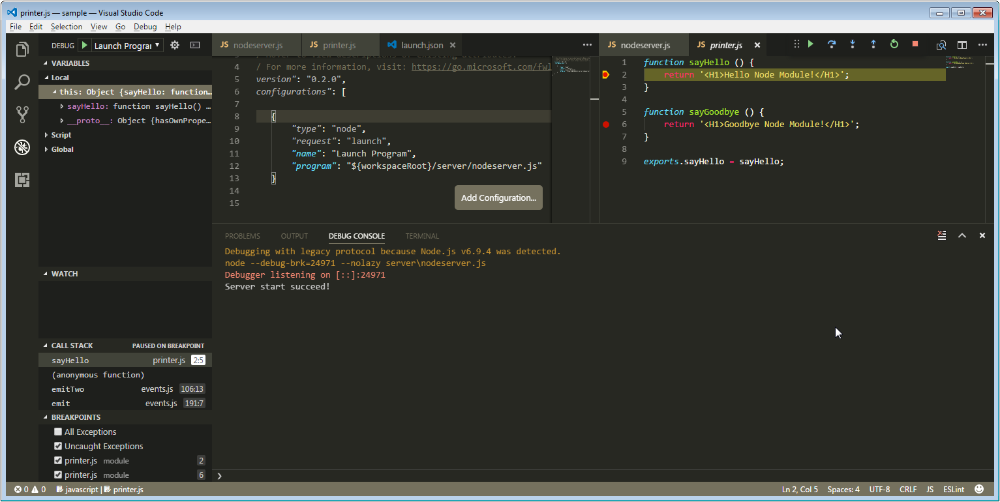 printer.js — sample — Visual Studio Code
File Edit Selection View Go Debug Help
DEBUG Launch Prograr
VARIABLES
Local
this: Object {sayHello: function…
sayHello: function sayHello() …
__proto__: Object {hasOwnPrope…
Script
Global
WATCH
CALL STACK PAUSED ON BREAKPOINT
sayHello printer.js 2:5
(anonymous function)
emitTwo events.js 106:13
emit events.js 191:7
BREAKPOINTS
All Exceptions
Uncaught Exceptions
printer.js module 2
printer.js module 6
JS nodeserver.js JS printer.js launch.json
4 / For more information, visit: https://go.microsoft.com/fwl
5 version": "0.2.0",
6 configurations": [
7
8 {
9 "type": "node",
10 "request": "launch",
11 "name": "Launch Program",
12 "program": "${workspaceRoot}/server/nodeserver.js"
13 }
14
15
Add Configuration...
JS nodeserver.js JS printer.js
1 function sayHello () {
2 return '<H1>Hello Node Module!</H1>';
3 }
4
5 function sayGoodbye () {
6 return '<H1>Goodbye Node Module!</H1>';
7 }
8
9 exports.sayHello = sayHello;
PROBLEMS OUTPUT DEBUG CONSOLE TERMINAL
Debugging with legacy protocol because Node.js v6.9.4 was detected.
node --debug-brk=24971 --nolazy server\nodeserver.js
Debugger listening on [::]:24971
Server start succeed!
0 0 javascript | printer.js Ln 2, Col 5 Spaces: 4 UTF-8 CRLF JS ESLint